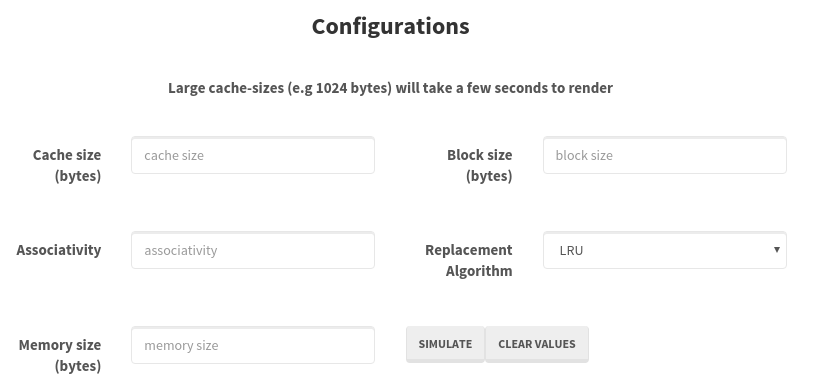 Configurations
Large cache-sizes (e.g 1024 bytes) will take a few seconds to render
Cache size
(bytes)
cache size
Block size
(bytes)
block size
Associativity
associativity
Replacement
Algorithm
LRU
Memory size
(bytes)
memory size
SIMULATE
CLEAR VALUES